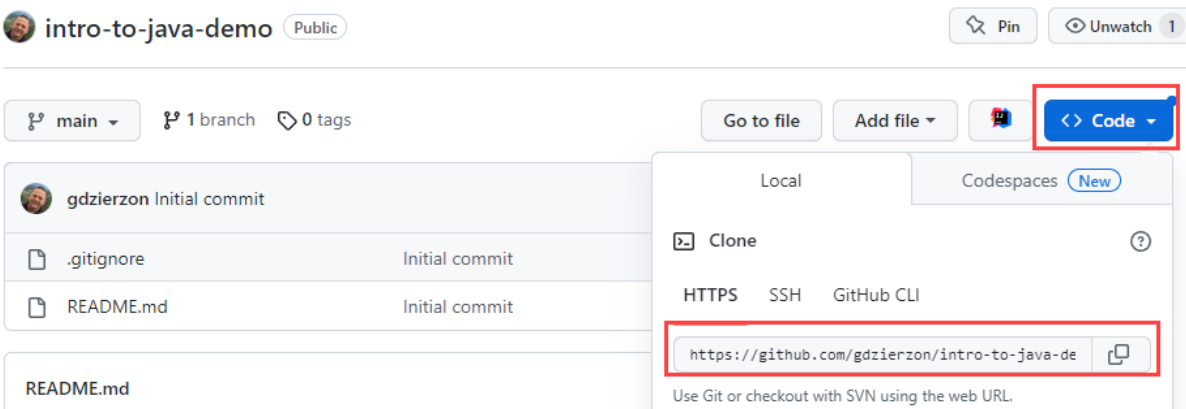 intro-to-java-demo Public
Pin
Unwatch 1
main
1 branch
0 tags
Go to file
Add file
<> Code
Local
Codespaces New
gdzierzon Initial commit
Clone
.gitignore Initial commit
HTTPS SSH GitHub CLI
README.md Initial commit
https://github.com/gdzierzon/intro-to-java-de
Use Git or checkout with SVN using the web URL.
README.md